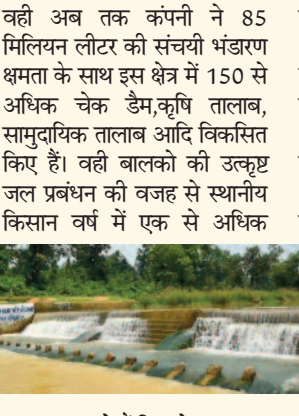 वही अब तक कंपनी ने 85
मिलियन लीटर की संचयी भंडारण
क्षमता के साथ इस क्षेत्र में 150 से
अधिक चेक डैम,कृषि तालाब,
सामुदायिक तालाब आदि विकसित
किए हैं। वही बालको की उत्कृष्ट
जल प्रबंधन की वजह से स्थानीय
किसान वर्ष में एक से अधिक